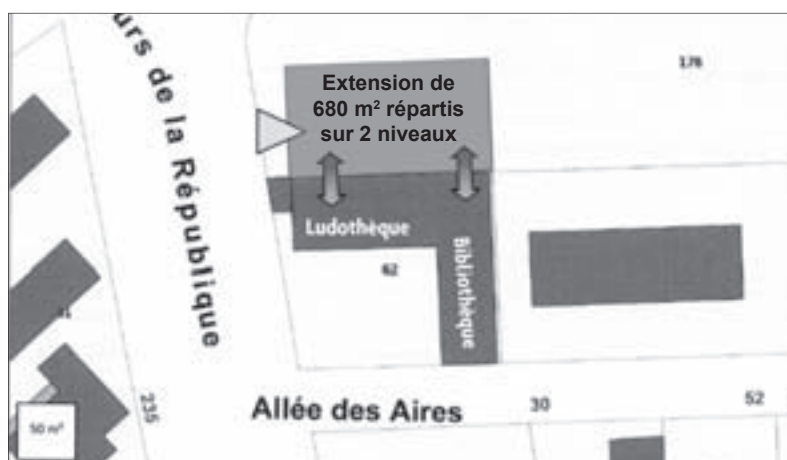 urs de la République
Extension de
680 m² répartis
sur 2 niveaux
176
Ludothèque
Bibliothèque
62
235
50 m²
Allée des Aires
30
52